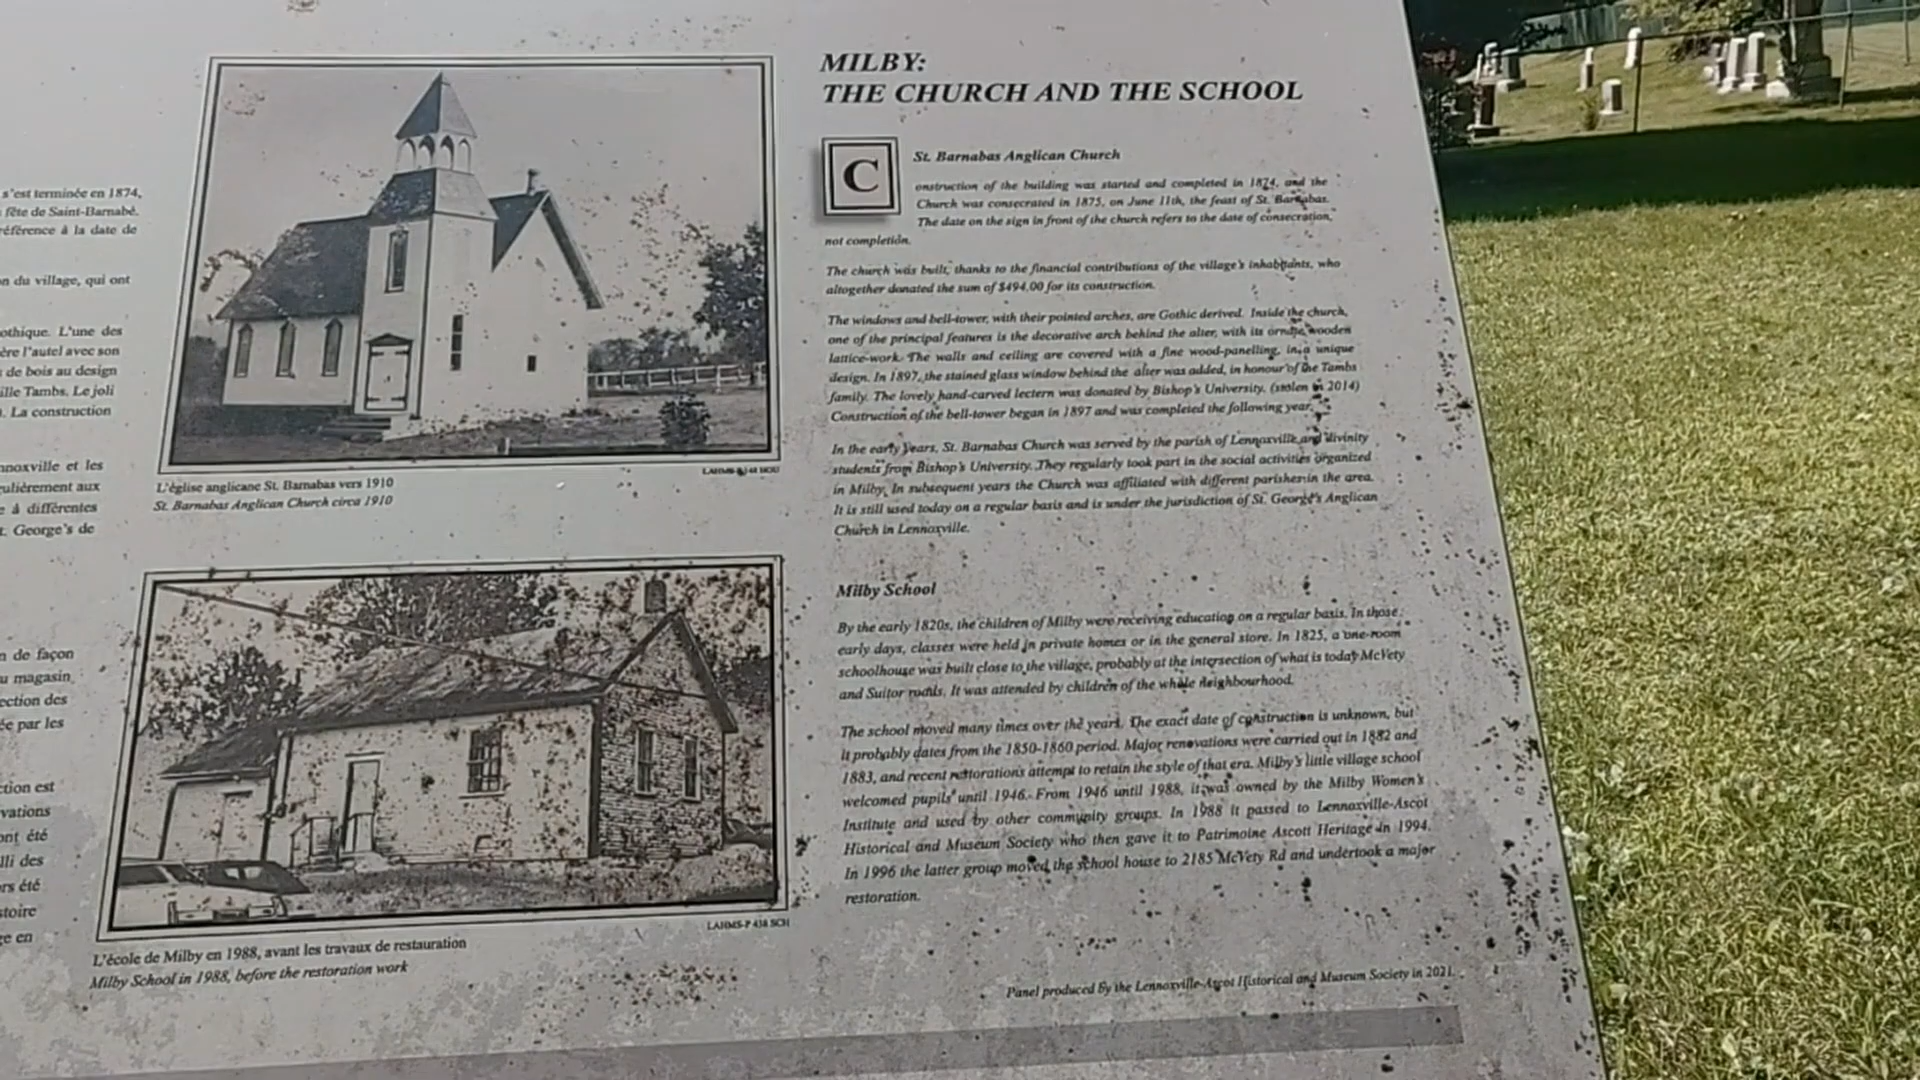 s'est terminée en 1874,
fête de Saint-Barnabé.
référence à la date de
on du village, qui ont
othique. L'une des
ère l'autel avec son
de bois au design
ille Tambs. Le joli
. La construction
nnoxville et les
gulièrement aux
e à différentes
t. George's de
n de façon
u magasin
ection des
ée par les
ction est
vations
ont été
lli des
rs été
stoire
ge en
LAHMS-P 148 HOU
L'église anglicane St. Barnabas vers 1910
St. Barnabas Anglican Church circa 1910
LAHMS-P 438 SCH
L'école de Milby en 1988, avant les travaux de restauration
Milby School in 1988, before the restoration work
MILBY:
THE CHURCH AND THE SCHOOL
St. Barnabas Anglican Church
Construction of the building was started and completed in 1874, and the
Church was consecrated in 1875, on June 11th, the feast of St. Barnabas.
The date on the sign in front of the church refers to the date of consecration,
not completion.
The church was built, thanks to the financial contributions of the village's inhabitants, who
altogether donated the sum of $494.00 for its construction.
The windows and bell-tower, with their pointed arches, are Gothic derived. Inside the church,
one of the principal features is the decorative arch behind the alter, with its ornate, wooden
lattice-work. The walls and ceiling are covered with a fine wood-panelling, in a unique
design. In 1897, the stained glass window behind the alter was added, in honour of the Tambs
family. The lovely hand-carved lectern was donated by Bishop's University. (stolen in 2014)
Construction of the bell-tower began in 1897 and was completed the following year.
In the early years, St. Barnabas Church was served by the parish of Lennoxville and divinity
students from Bishop's University. They regularly took part in the social activities organized
in Milby. In subsequent years the Church was affiliated with different parishes in the area.
It is still used today on a regular basis and is under the jurisdiction of St. George's Anglican
Church in Lennoxville.
Milby School
By the early 1820s, the children of Milby were receiving education on a regular basis. In those
early days, classes were held in private homes or in the general store. In 1825, a one-room
schoolhouse was built close to the village, probably at the intersection of what is today McVety
and Suitor roads. It was attended by children of the whole neighbourhood.
The school moved many times over the years. The exact date of construction is unknown, but
it probably dates from the 1850-1860 period. Major renovations were carried out in 1882 and
1883, and recent restorations attempt to retain the style of that era. Milby's little village school
welcomed pupils until 1946. From 1946 until 1988, it was owned by the Milby Women's
Institute and used by other community groups. In 1988 it passed to Lennoxville-Ascot
Historical and Museum Society who then gave it to Patrimoine Ascott Heritage in 1994.
In 1996 the latter group moved the school house to 2185 McVety Rd and undertook a major
restoration.
Panel produced by the Lennoxville-Ascot Historical and Museum Society in 2021.